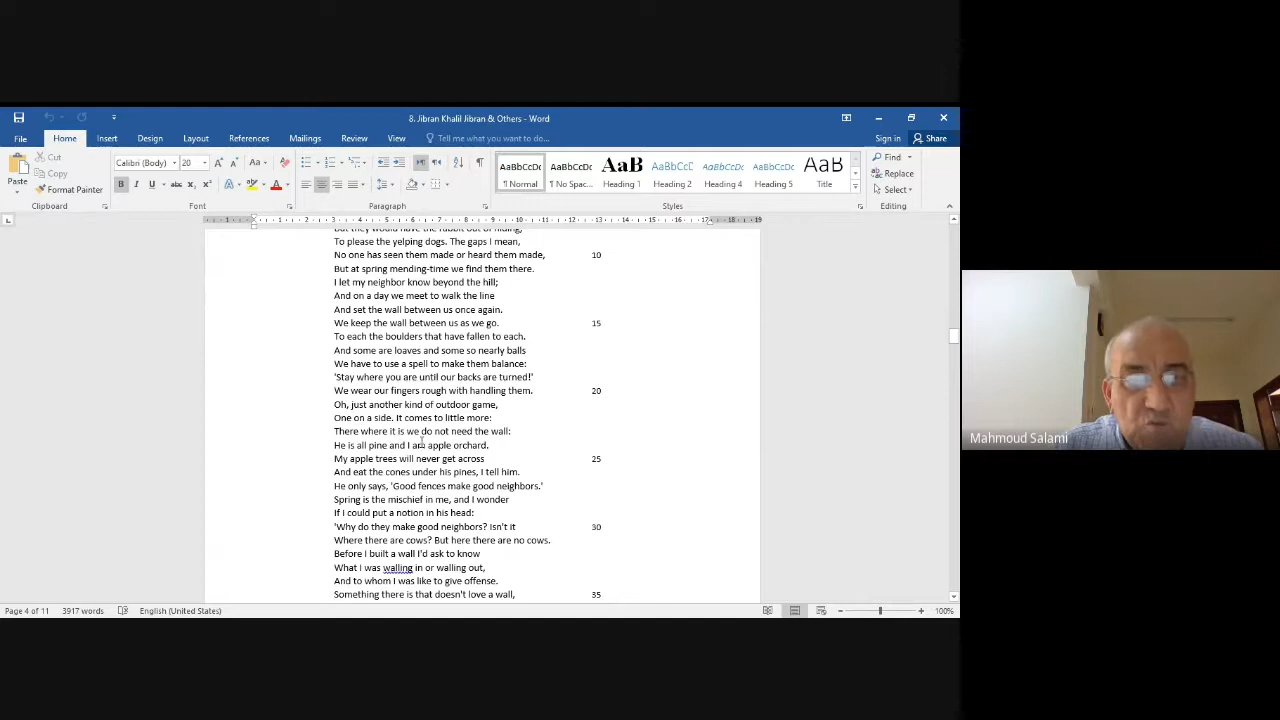 8. Jibran Khalil Jibran & Others - Word
File Home Insert Design Layout References Mailings Review View Tell me what you want to do... Sign in Share
Paste
Cut
Copy
Format Painter
Calibri (Body) 20
AaBbCcDc AaBbCcDc AaB AaBbCcD AaBbCcDc AaBbCcDc AaB
¶ Normal ¶ No Spac... Heading 1 Heading 2 Heading 4 Heading 5 Title
Find
Replace
Select
Clipboard Font Paragraph Styles Editing
But they would have the rabbit out of hiding,
To please the yelping dogs. The gaps I mean,
No one has seen them made or heard them made, 10
But at spring mending-time we find them there.
I let my neighbor know beyond the hill;
And on a day we meet to walk the line
And set the wall between us once again.
We keep the wall between us as we go. 15
To each the boulders that have fallen to each.
And some are loaves and some so nearly balls
We have to use a spell to make them balance:
'Stay where you are until our backs are turned!'
We wear our fingers rough with handling them. 20
Oh, just another kind of outdoor game,
One on a side. It comes to little more:
There where it is we do not need the wall:
He is all pine and I am apple orchard.
My apple trees will never get across 25
And eat the cones under his pines, I tell him.
He only says, 'Good fences make good neighbors.'
Spring is the mischief in me, and I wonder
If I could put a notion in his head:
'Why do they make good neighbors? Isn't it 30
Where there are cows? But here there are no cows.
Before I built a wall I'd ask to know
What I was walling in or walling out,
And to whom I was like to give offense.
Something there is that doesn't love a wall, 35
Page 4 of 11 3917 words English (United States) 100%
Mahmoud Salami